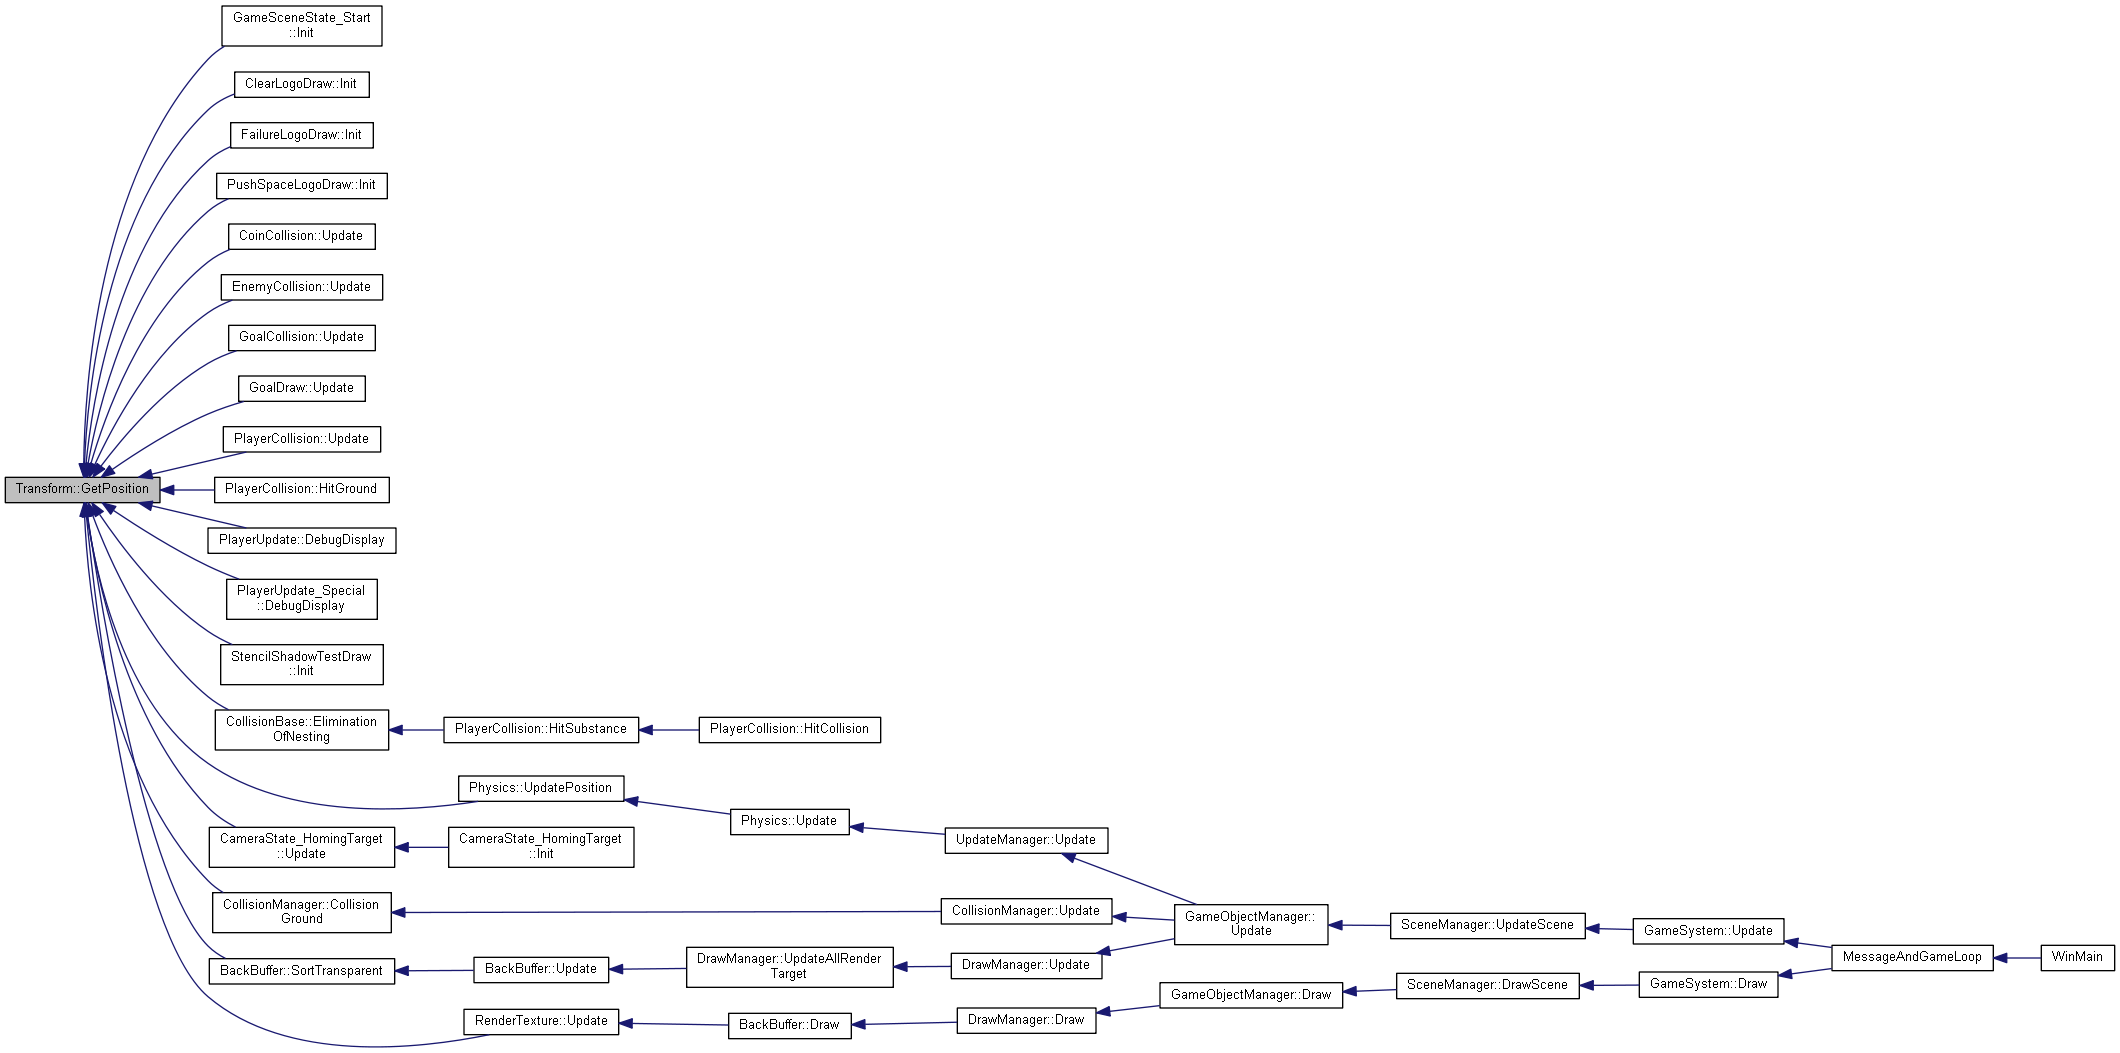 GameSceneState_Start
::Init
ClearLogoDraw::Init
FailureLogoDraw::Init
PushSpaceLogoDraw::Init
CoinCollision::Update
EnemyCollision::Update
GoalCollision::Update
GoalDraw::Update
PlayerCollision::Update
Transform::GetPosition
PlayerCollision::HitGround
PlayerUpdate::DebugDisplay
PlayerUpdate_Special
::DebugDisplay
StencilShadowTestDraw
::Init
CollisionBase::Elimination
OfNesting
PlayerCollision::HitSubstance
PlayerCollision::HitCollision
Physics::UpdatePosition
Physics::Update
UpdateManager::Update
CameraState_HomingTarget
::Update
CameraState_HomingTarget
::Init
CollisionManager::Collision
Ground
CollisionManager::Update
GameObjectManager::
Update
SceneManager::UpdateScene
GameSystem::Update
BackBuffer::SortTransparent
BackBuffer::Update
DrawManager::UpdateAllRender
Target
DrawManager::Update
MessageAndGameLoop
WinMain
RenderTexture::Update
BackBuffer::Draw
DrawManager::Draw
GameObjectManager::Draw
SceneManager::DrawScene
GameSystem::Draw